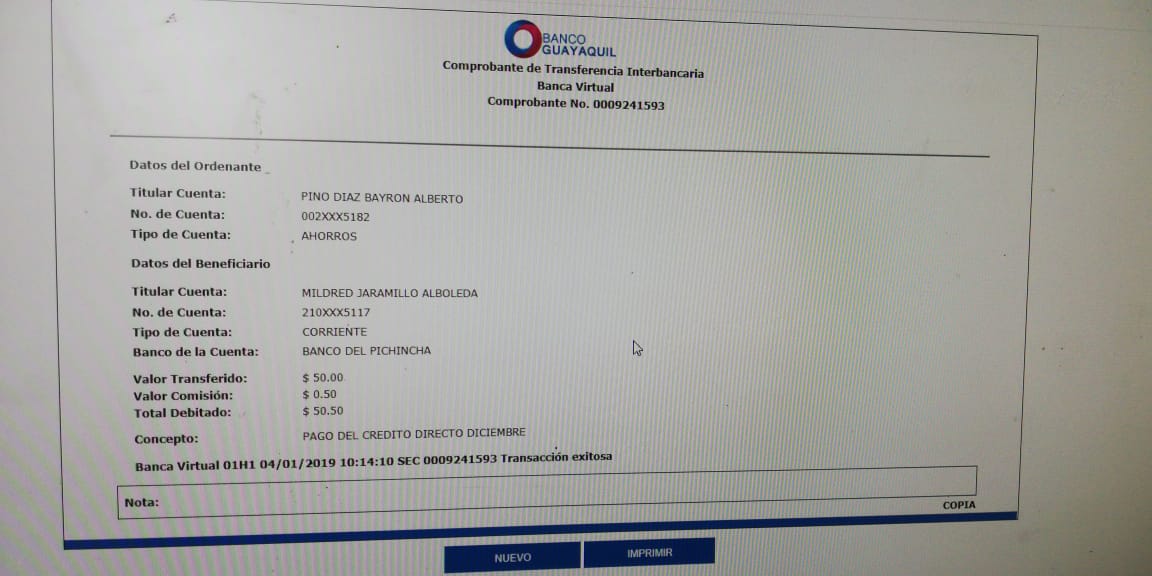 BANCO
GUAYAQUIL
Comprobante de Transferencia Interbancaria
Banca Virtual
Comprobante No. 0009241593
Datos del Ordenante
Titular Cuenta: PINO DIAZ BAYRON ALBERTO
No. de Cuenta: 002XXX5182
Tipo de Cuenta: AHORROS
Datos del Beneficiario
Titular Cuenta: MILDRED JARAMILLO ALBOLEDA
No. de Cuenta: 210XXX5117
Tipo de Cuenta: CORRIENTE
Banco de la Cuenta: BANCO DEL PICHINCHA
Valor Transferido: $ 50.00
Valor Comisión: $ 0.50
Total Debitado: $ 50.50
Concepto: PAGO DEL CREDITO DIRECTO DICIEMBRE
Banca Virtual 01H1 04/01/2019 10:14:10 SEC 0009241593 Transacción exitosa
Nota:
COPIA
NUEVO IMPRIMIR